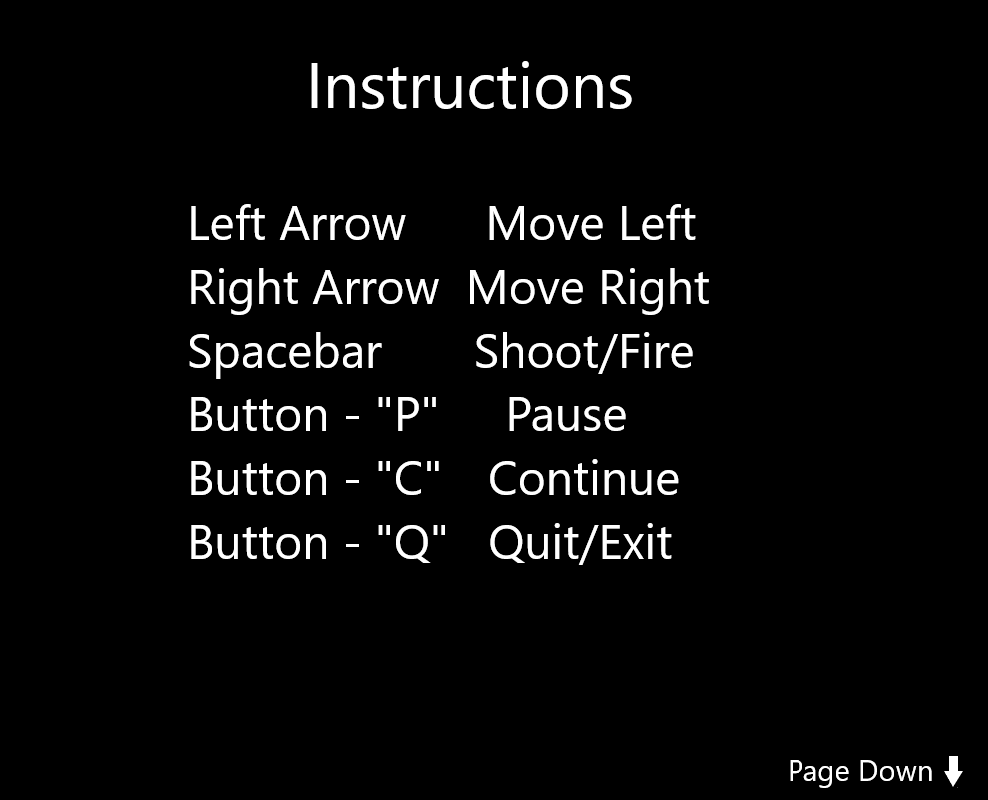 Instructions
Left Arrow Move Left
Right Arrow Move Right
Spacebar Shoot/Fire
Button - "P" Pause
Button - "C" Continue
Button - "Q" Quit/Exit
Page Down